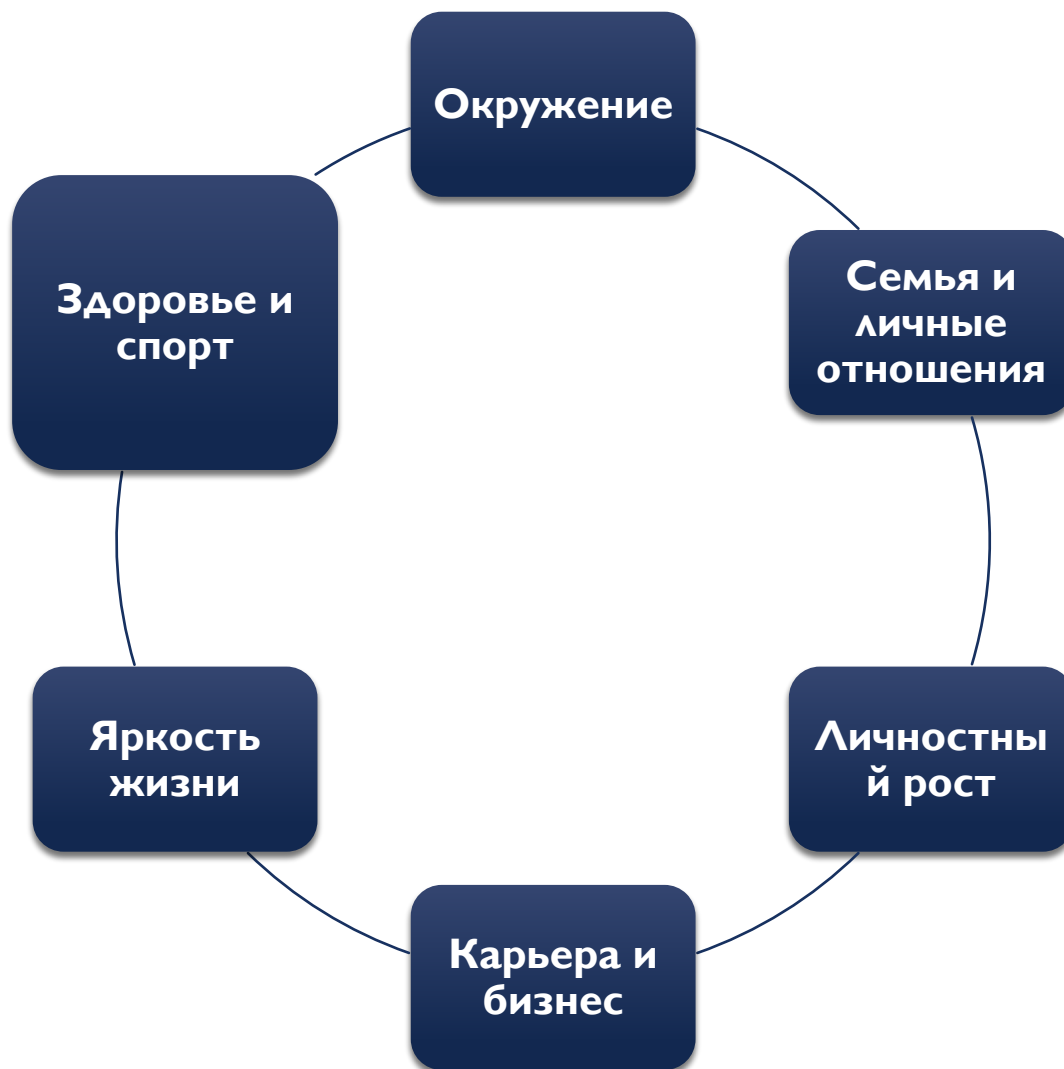 Окружение
Семья и
личные
отношения
Личностны
й рост
Карьера и
бизнес
Яркость
жизни
Здоровье и
спорт